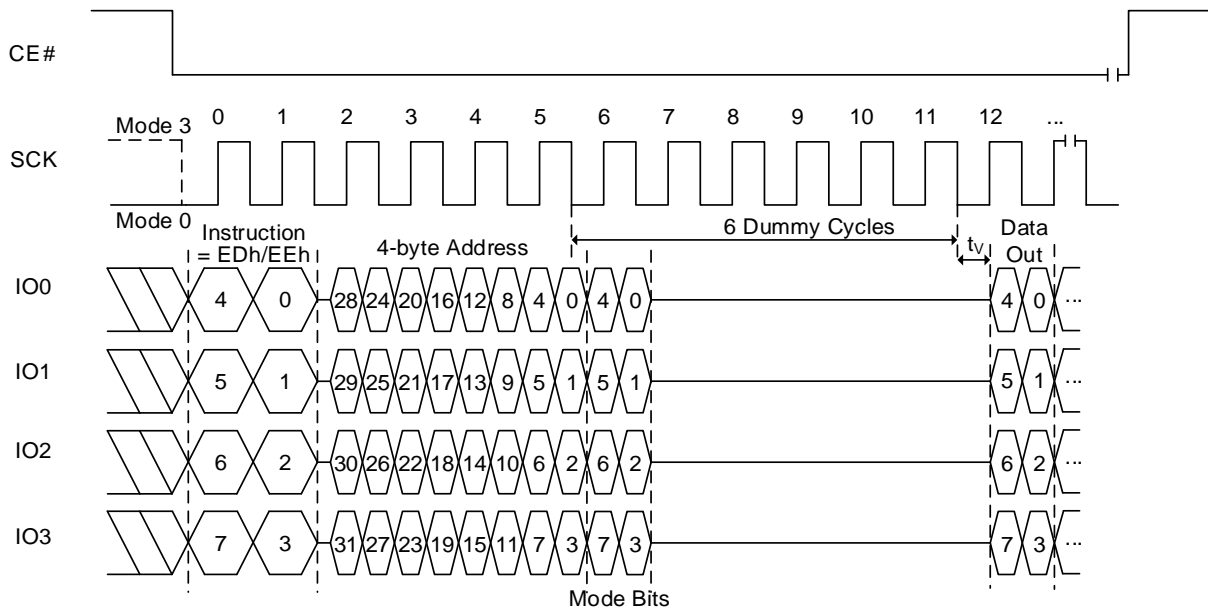 CE#
Mode 3
0 1 2 3 4 5 6 7 8 9 10 11 12 ...
SCK
Mode 0
Instruction
= EDh/EEh
4-byte Address
6 Dummy Cycles
tV
Data
Out
IO0
4 0 28 24 20 16 12 8 4 0 4 0 4 0 ...
IO1
5 1 29 25 21 17 13 9 5 1 5 1 5 1 ...
IO2
6 2 30 26 22 18 14 10 6 2 6 2 6 2 ...
IO3
7 3 31 27 23 19 15 11 7 3 7 3 7 3 ...
Mode Bits